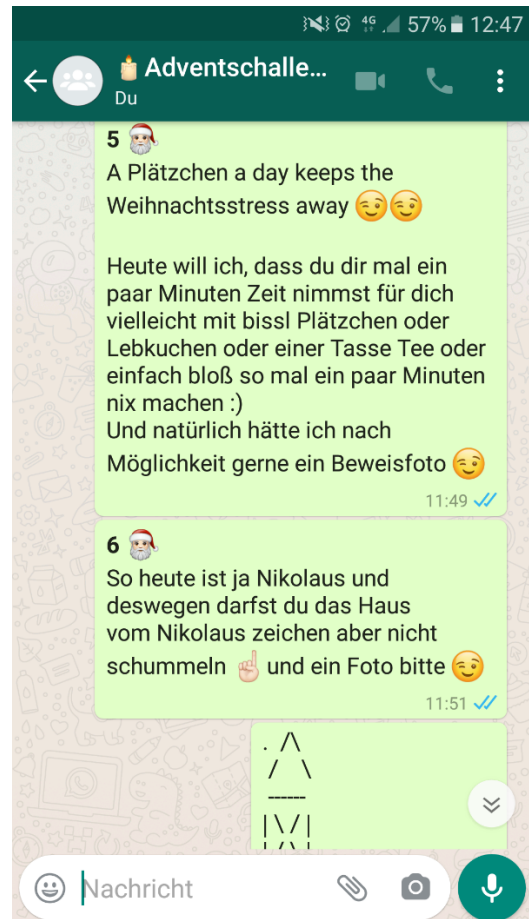 4G 57% 12:47
🕯️ Adventschalle...
Du
5 🎅🏻
A Plätzchen a day keeps the
Weihnachtsstress away 😉😉
Heute will ich, dass du dir mal ein
paar Minuten Zeit nimmst für dich
vielleicht mit bissl Plätzchen oder
Lebkuchen oder einer Tasse Tee oder
einfach bloß so mal ein paar Minuten
nix machen :)
Und natürlich hätte ich nach
Möglichkeit gerne ein Beweisfoto 😉
11:49
6 🎅🏻
So heute ist ja Nikolaus und
deswegen darfst du das Haus
vom Nikolaus zeichen aber nicht
schummeln ☝🏻 und ein Foto bitte 😉
11:51
. /\
/ \
------
| \ / |
Nachricht